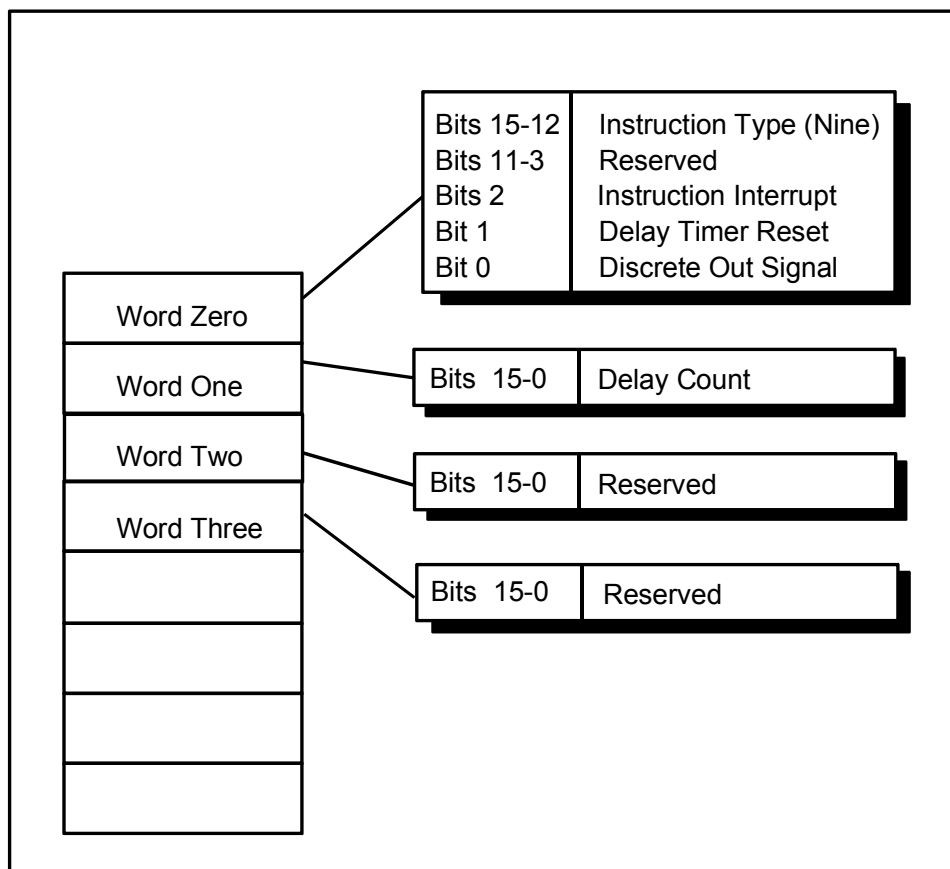 Bits 15-12 Instruction Type (Nine)
Bits 11-3 Reserved
Bits 2 Instruction Interrupt
Bit 1 Delay Timer Reset
Bit 0 Discrete Out Signal
Word Zero
Word One
Bits 15-0 Delay Count
Word Two
Bits 15-0 Reserved
Word Three
Bits 15-0 Reserved